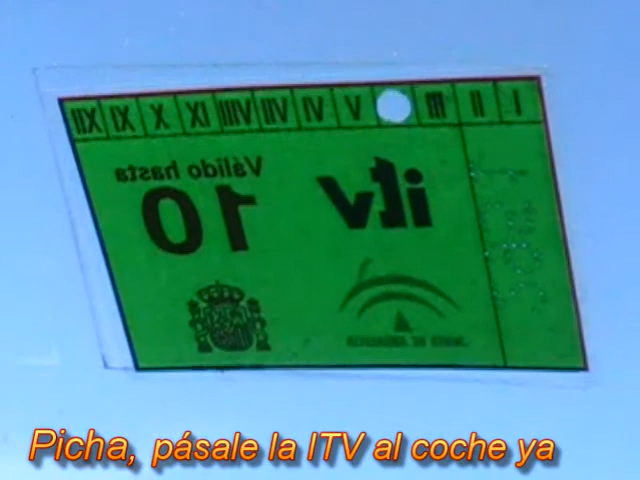 I II III V VI VII VIII IX X XI XII
itv
Válido hasta
10
Picha, pásale la ITV al coche ya